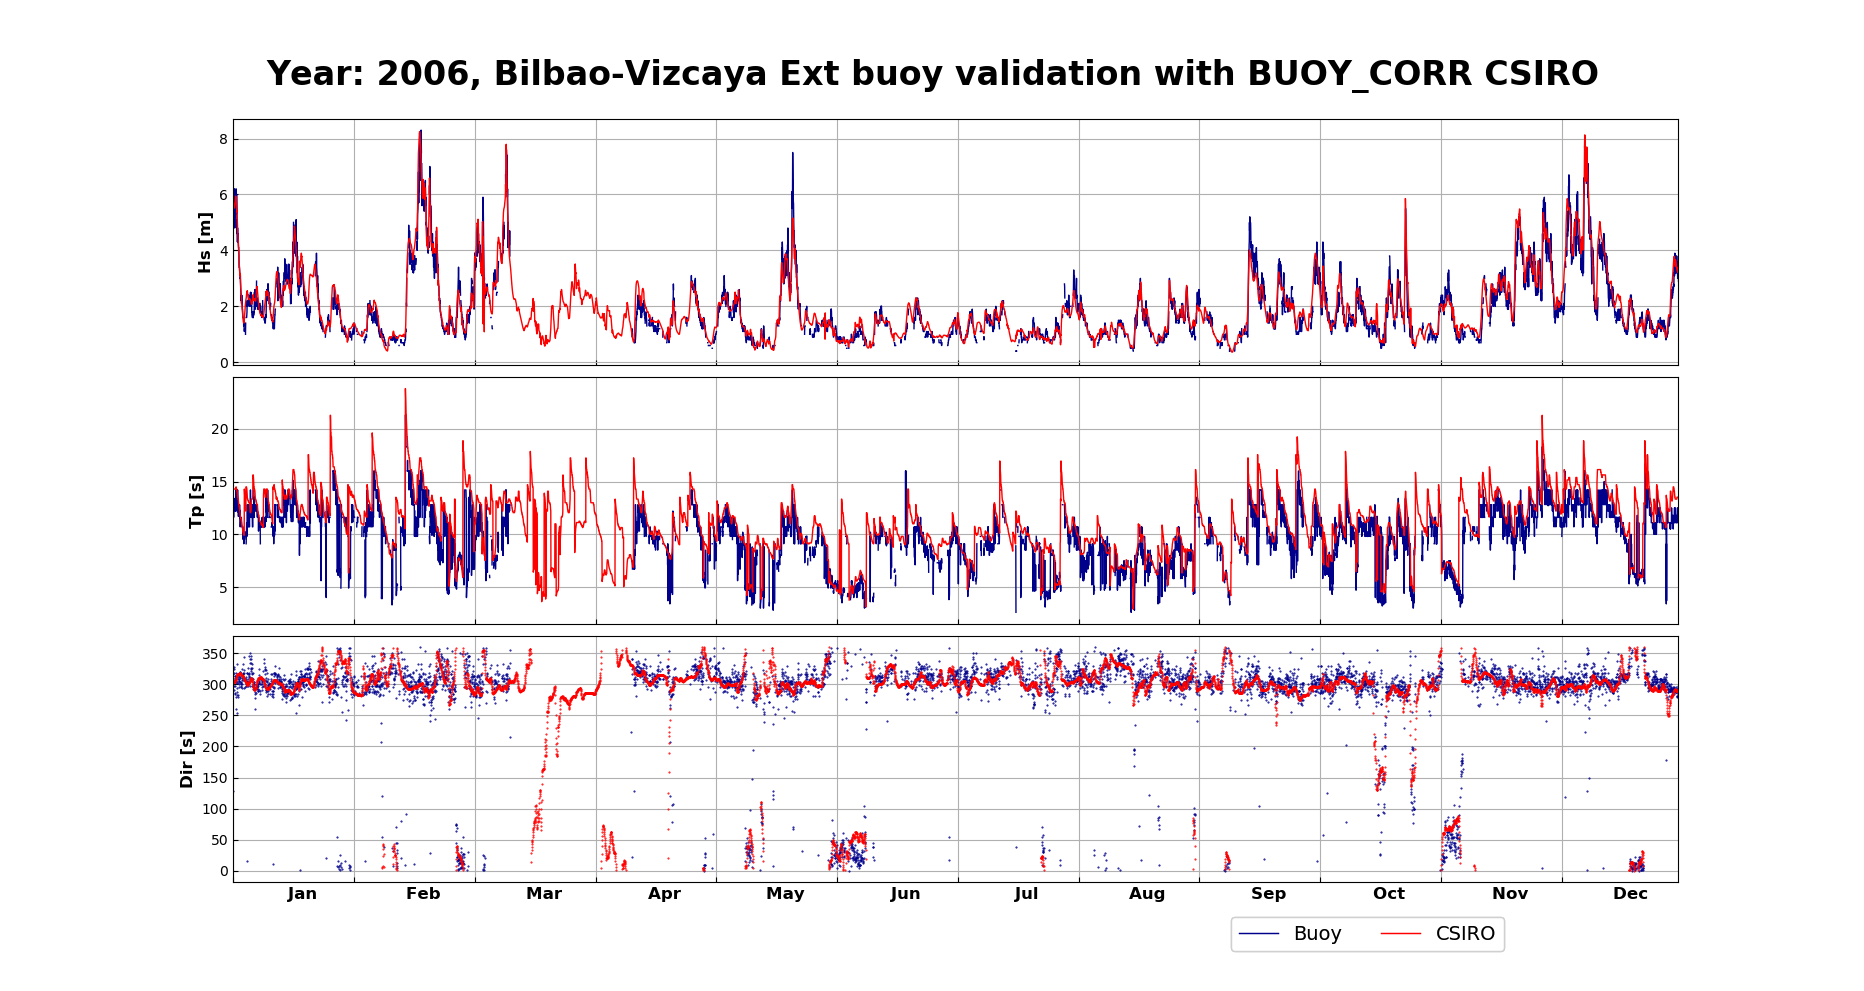 Year: 2006, Bilbao-Vizcaya Ext buoy validation with BUOY_CORR CSIRO
8
6
4
2
0
Hs [m]
20
15
10
5
Tp [s]
350
300
250
200
150
100
50
0
Dir [s]
Jan Feb Mar Apr May Jun Jul Aug Sep Oct Nov Dec
Buoy CSIRO